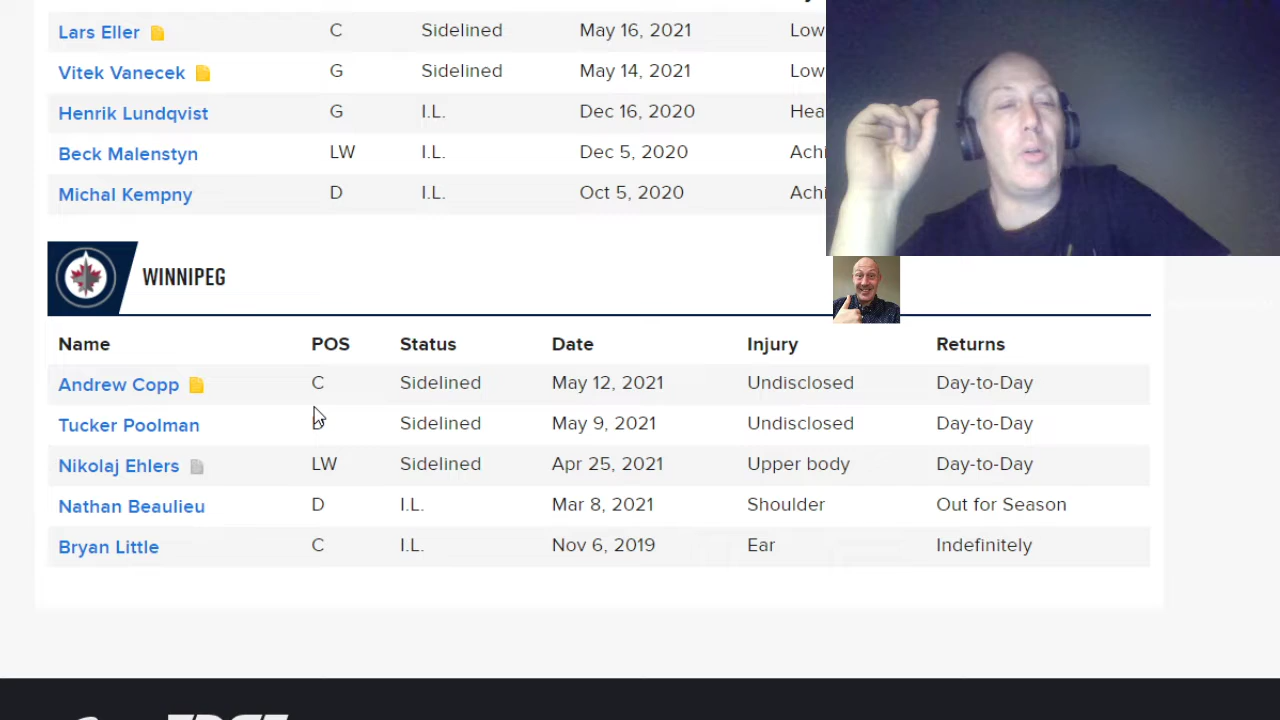 Lars Eller C Sidelined May 16, 2021 Low
Vitek Vanecek G Sidelined May 14, 2021 Low
Henrik Lundqvist G I.L. Dec 16, 2020 Hea
Beck Malenstyn LW I.L. Dec 5, 2020 Achi
Michal Kempny D I.L. Oct 5, 2020 Achi
WINNIPEG
Name POS Status Date Injury Returns
Andrew Copp C Sidelined May 12, 2021 Undisclosed Day-to-Day
Tucker Poolman Sidelined May 9, 2021 Undisclosed Day-to-Day
Nikolaj Ehlers LW Sidelined Apr 25, 2021 Upper body Day-to-Day
Nathan Beaulieu D I.L. Mar 8, 2021 Shoulder Out for Season
Bryan Little C I.L. Nov 6, 2019 Ear Indefinitely